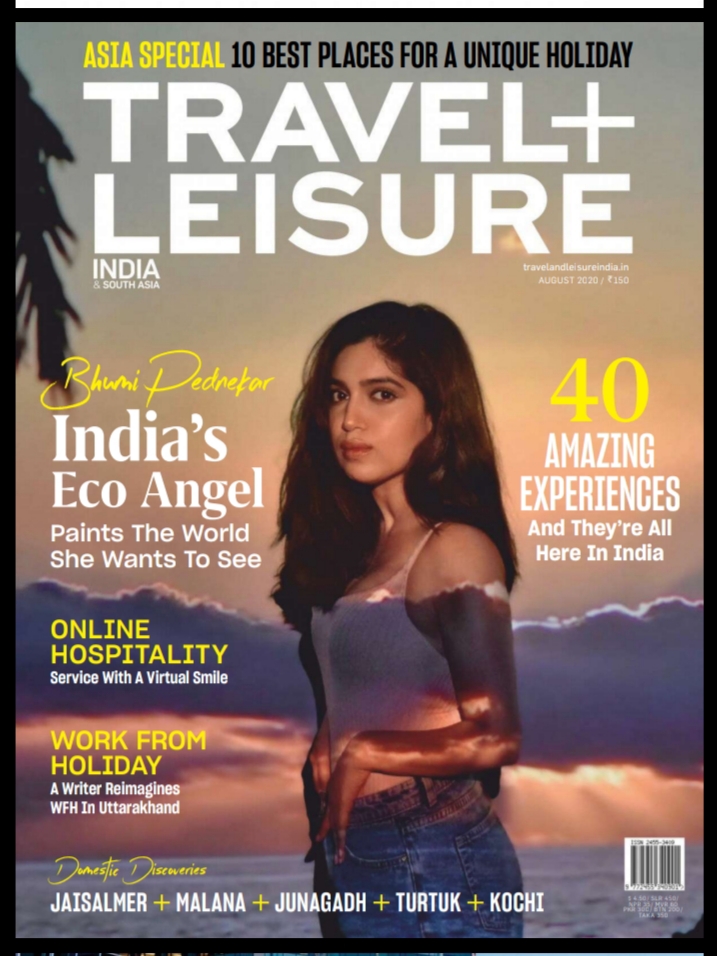 ASIA SPECIAL 10 BEST PLACES FOR A UNIQUE HOLIDAY
TRAVEL+
LEISURE
INDIA
& SOUTH ASIA
travelandleisureindia.in
AUGUST 2020 / ₹150
Bhumi Pednekar
India's
Eco Angel
Paints The World
She Wants To See
40
AMAZING
EXPERIENCES
And They're All
Here In India
ONLINE
HOSPITALITY
Service With A Virtual Smile
WORK FROM
HOLIDAY
A Writer Reimagines
WFH In Uttarakhand
Domestic Discoveries
JAISALMER + MALANA + JUNAGADH + TURTUK + KOCHI